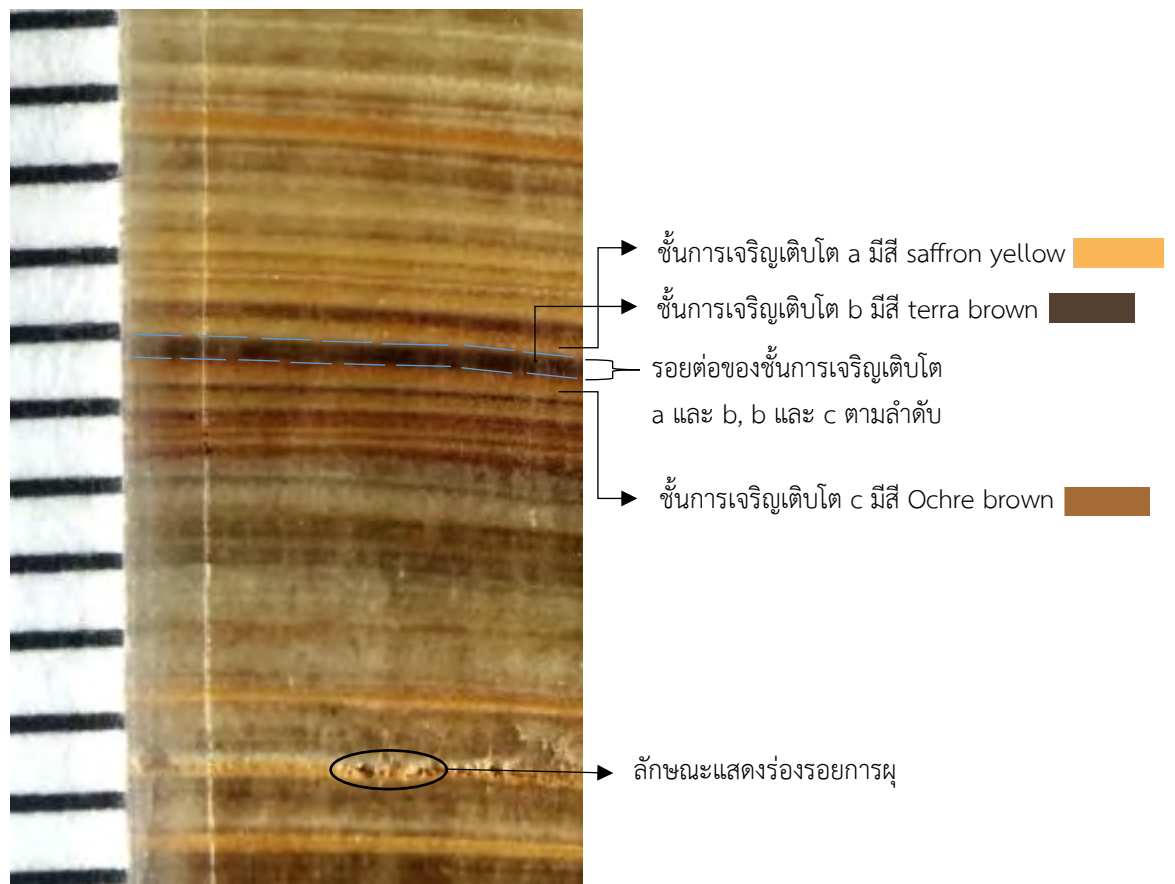 ชั้นการเจริญเติบโต a มีสี saffron yellow
ชั้นการเจริญเติบโต b มีสี terra brown
รอยต่อของชั้นการเจริญเติบโต
a และ b, b และ c ตามลำดับ
ชั้นการเจริญเติบโต c มีสี Ochre brown
ลักษณะแสดงร่องรอยการผุ